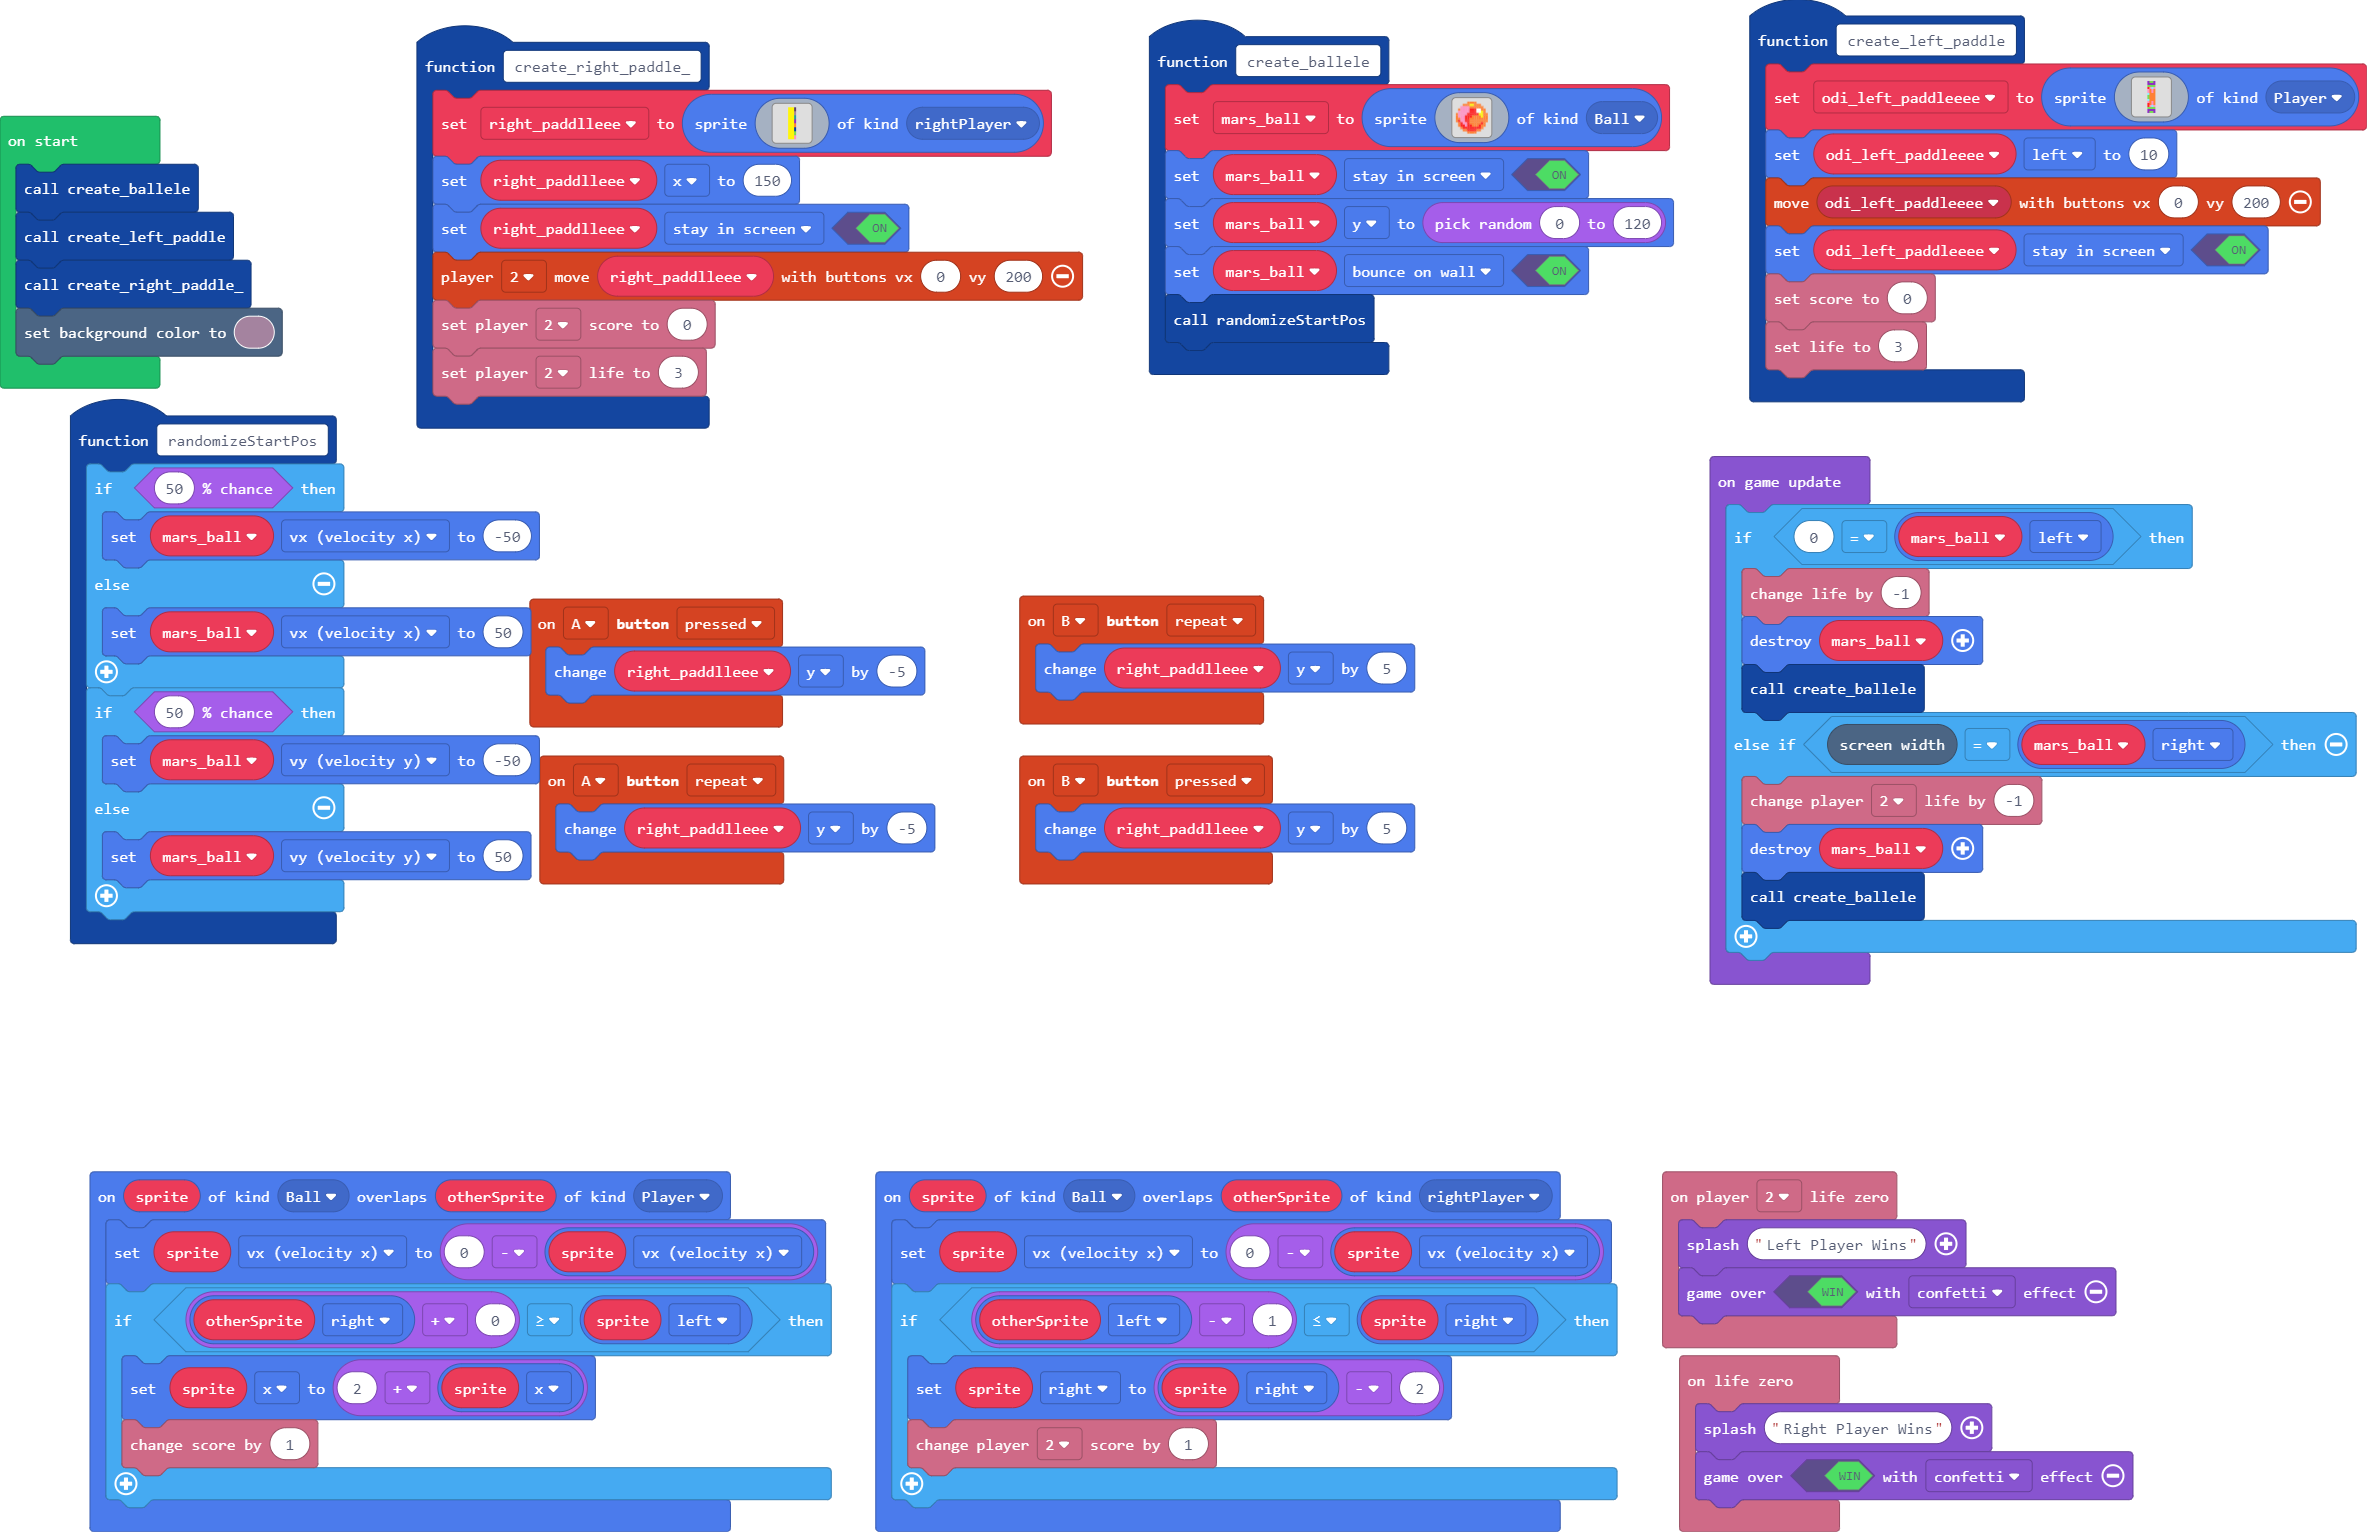 on start
call create_ballele
call create_left_paddle
call create_right_paddle_
set background color to
function create_right_paddle_
set right_paddlleee to sprite of kind rightPlayer
set right_paddlleee x to 150
set right_paddlleee stay in screen ON
player 2 move right_paddlleee with buttons vx 0 vy 200
set player 2 score to 0
set player 2 life to 3
function create_ballele
set mars_ball to sprite of kind Ball
set mars_ball stay in screen ON
set mars_ball y to pick random 0 to 120
set mars_ball bounce on wall ON
call randomizeStartPos
function create_left_paddle
set odi_left_paddleeee to sprite of kind Player
set odi_left_paddleeee left to 10
move odi_left_paddleeee with buttons vx 0 vy 200
set odi_left_paddleeee stay in screen ON
set score to 0
set life to 3
function randomizeStartPos
if 50 % chance then
set mars_ball vx (velocity x) to -50
else
set mars_ball vx (velocity x) to 50
if 50 % chance then
set mars_ball vy (velocity y) to -50
else
set mars_ball vy (velocity y) to 50
on A button pressed
change right_paddlleee y by -5
on A button repeat
change right_paddlleee y by -5
on B button repeat
change right_paddlleee y by 5
on B button pressed
change right_paddlleee y by 5
on game update
if 0 = mars_ball left then
change life by -1
destroy mars_ball
call create_ballele
else if screen width = mars_ball right then
change player 2 life by -1
destroy mars_ball
call create_ballele
on sprite of kind Ball overlaps otherSprite of kind Player
set sprite vx (velocity x) to 0 - sprite vx (velocity x)
if otherSprite right + 0 ≥ sprite left then
set sprite x to 2 + sprite x
change score by 1
on sprite of kind Ball overlaps otherSprite of kind rightPlayer
set sprite vx (velocity x) to 0 - sprite vx (velocity x)
if otherSprite left - 1 ≤ sprite right then
set sprite right to sprite right - 2
change player 2 score by 1
on player 2 life zero
splash "Left Player Wins"
game over WIN with confetti effect
on life zero
splash "Right Player Wins"
game over WIN with confetti effect